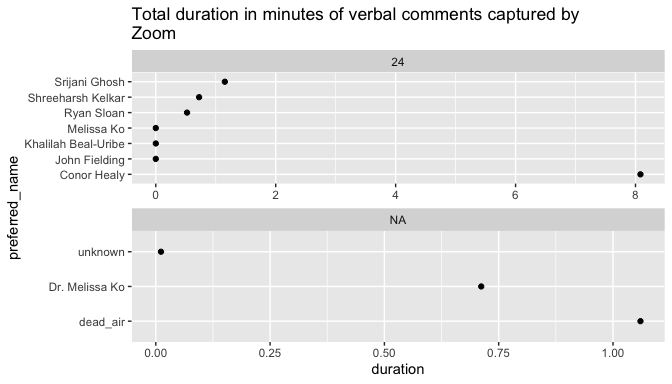 Total duration in minutes of verbal comments captured by
Zoom
24
Srijani Ghosh
Shreeharsh Kelkar
Ryan Sloan
Melissa Ko
Khalilah Beal-Uribe
John Fielding
Conor Healy
0 2 4 6 8
NA
unknown
Dr. Melissa Ko
dead_air
0.00 0.25 0.50 0.75 1.00
duration
preferred_name